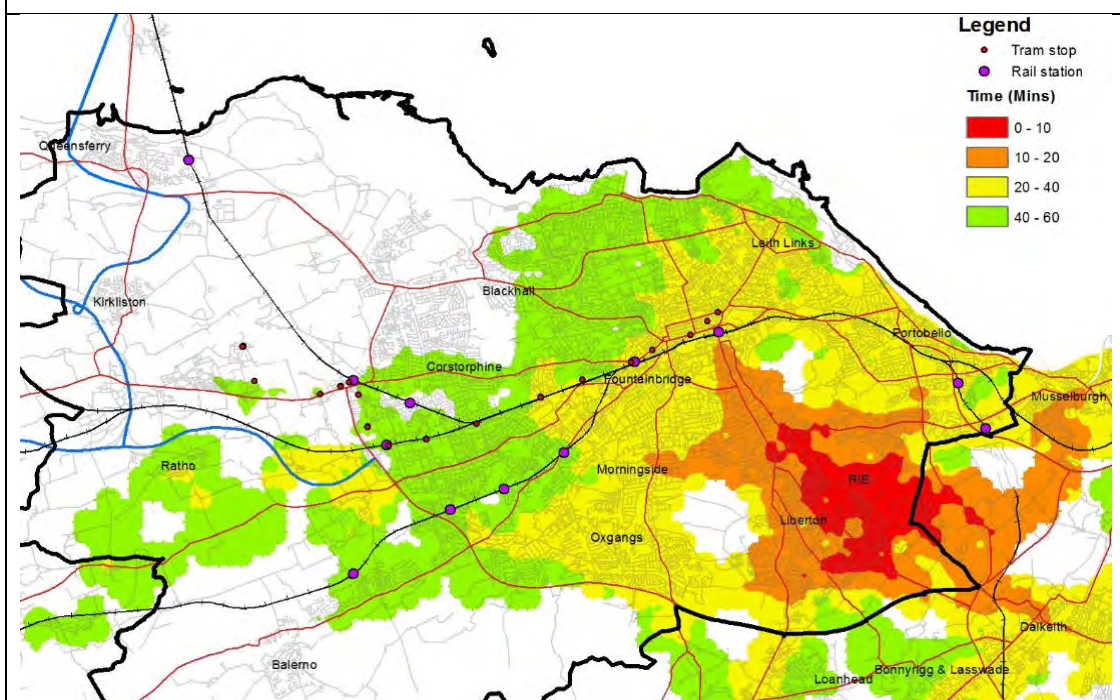 Legend
Tram stop
Rail station
Time (Mins)
0 - 10
10 - 20
20 - 40
40 - 60
Queensferry
Leith Links
Blackhall
Kirkliston
Portobello
Corstorphine
Fountainbridge
Musselburgh
Ratho
Morningside
RIE
Liberton
Oxgangs
Dalkeith
Balerno
Bonnyrigg & Lasswade
Loanhead